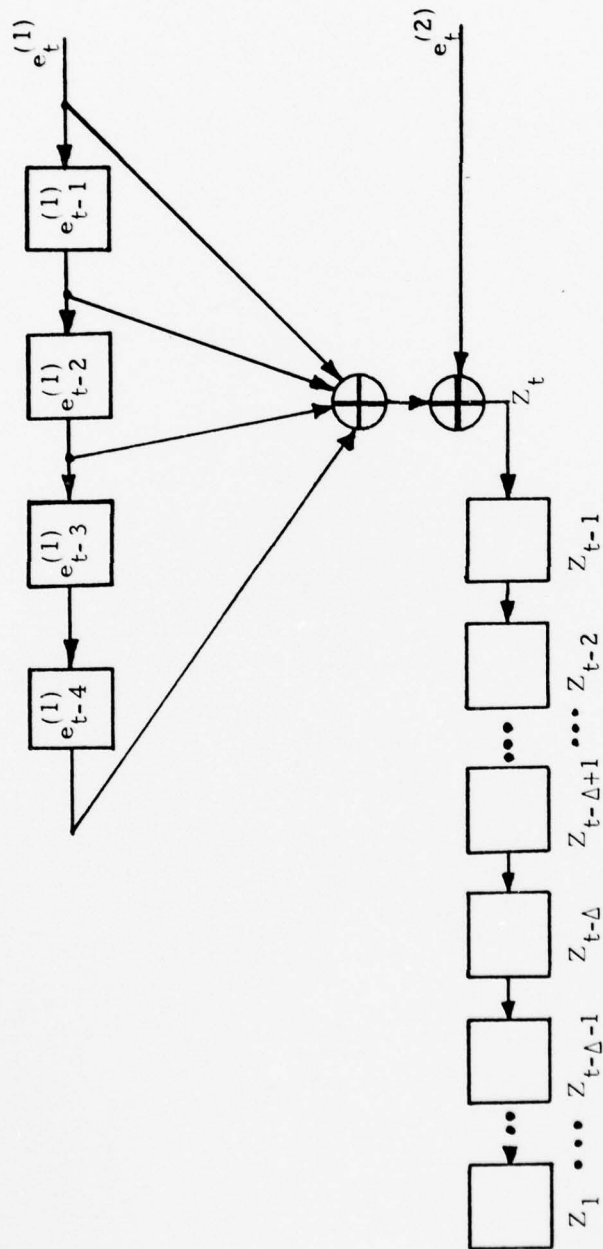 e_t^(1)
e_{t-1}^(1)
e_{t-2}^(1)
e_{t-3}^(1)
e_{t-4}^(1)
e_t^(2)
Z_t
Z_{t-1}
Z_{t-2}
...
Z_{t-Δ+1}
Z_{t-Δ}
Z_{t-Δ-1}
...
Z_1